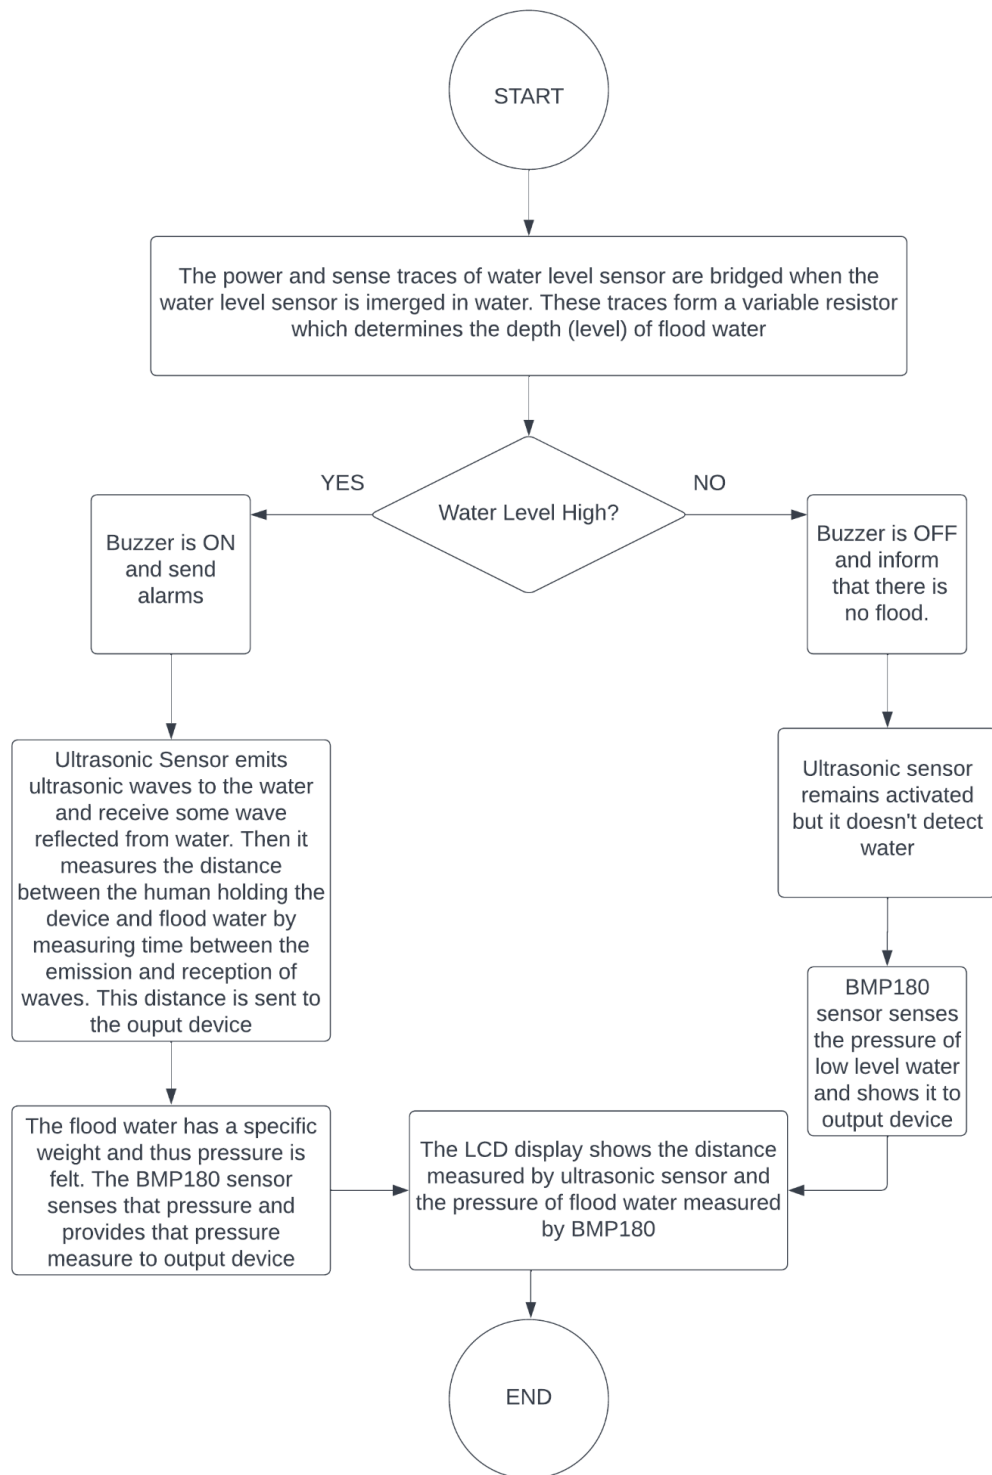 START
The power and sense traces of water level sensor are bridged when the
water level sensor is imerged in water. These traces form a variable resistor
which determines the depth (level) of flood water
YES
Water Level High?
NO
Buzzer is ON
and send
alarms
Buzzer is OFF
and inform
that there is
no flood.
Ultrasonic Sensor emits
ultrasonic waves to the water
and receive some wave
reflected from water. Then it
measures the distance
between the human holding the
device and flood water by
measuring time between the
emission and reception of
waves. This distance is sent to
the ouput device
Ultrasonic sensor
remains activated
but it doesn't detect
water
BMP180
sensor senses
the pressure of
low level water
and shows it to
output device
The flood water has a specific
weight and thus pressure is
felt. The BMP180 sensor
senses that pressure and
provides that pressure
measure to output device
The LCD display shows the distance
measured by ultrasonic sensor and
the pressure of flood water measured
by BMP180
END